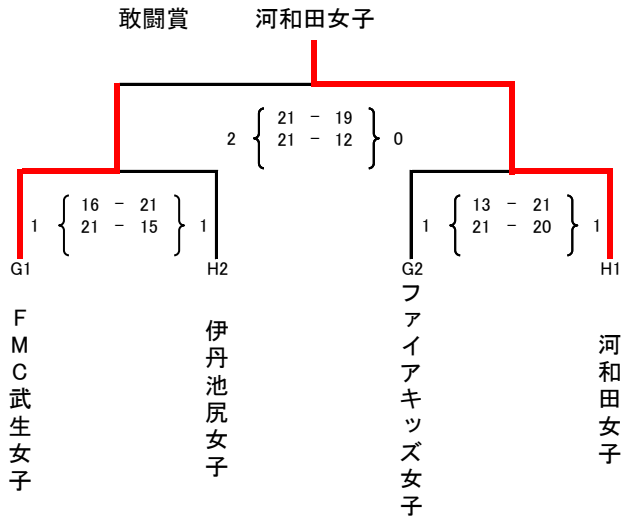 敢闘賞 河和田女子
2 { 21 － 19 } 0
21 － 12
1 { 16 － 21 } 1
21 － 15
1 { 13 － 21 } 1
21 － 20
G1 H2 G2 H1
FMC武生女子
伊丹池尻女子
ファイアキッズ女子
河和田女子